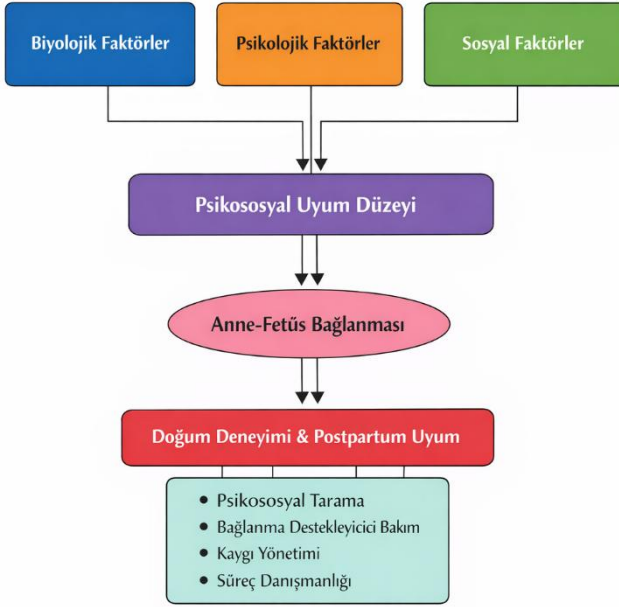 Biyolojik Faktörler
Psikolojik Faktörler
Sosyal Faktörler
Psikososyal Uyum Düzeyi
Anne-Fetüs Bağlanması
Doğum Deneyimi & Postpartum Uyum
• Psikososyal Tarama
• Bağlanma Destekleyicici Bakım
• Kaygı Yönetimi
• Süreç Danışmanlığı